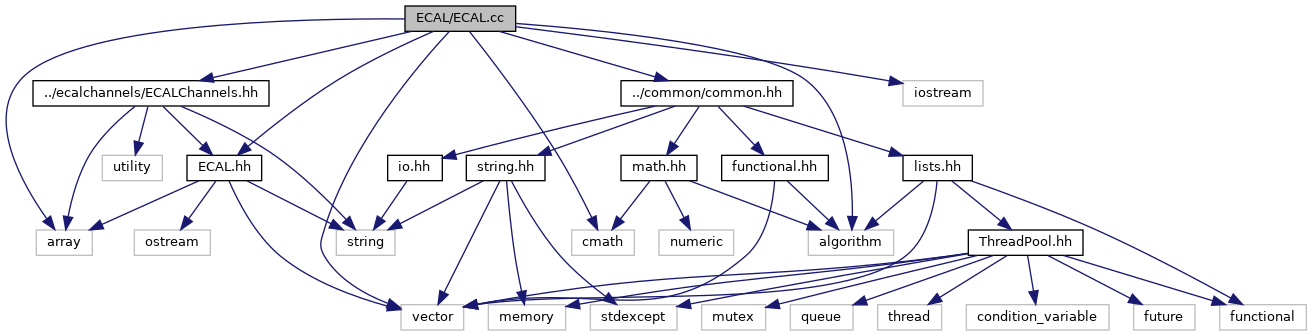 ECAL/ECAL.cc
../ecalchannels/ECALChannels.hh
../common/common.hh
iostream
utility
ECAL.hh
io.hh
string.hh
math.hh
functional.hh
lists.hh
array
ostream
string
cmath
numeric
algorithm
ThreadPool.hh
vector
memory
stdexcept
mutex
queue
thread
condition_variable
future
functional